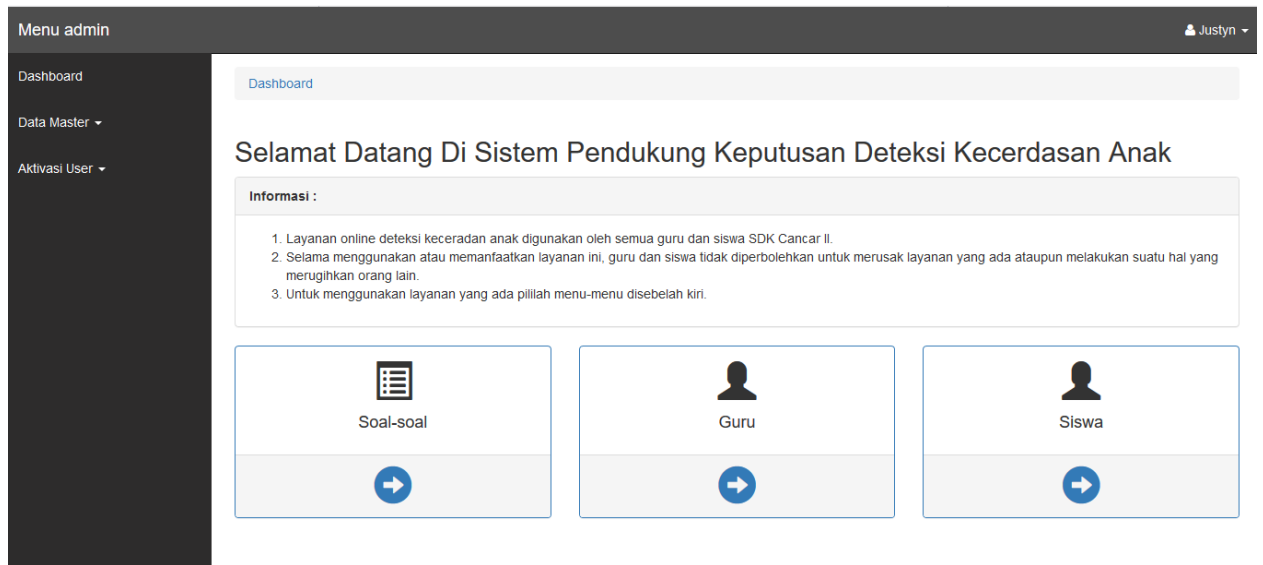 Menu admin
Justyn
Dashboard
Data Master
Aktivasi User
Dashboard
Selamat Datang Di Sistem Pendukung Keputusan Deteksi Kecerdasan Anak
Informasi :
1. Layanan online deteksi keceradan anak digunakan oleh semua guru dan siswa SDK Cancar II.
2. Selama menggunakan atau memanfaatkan layanan ini, guru dan siswa tidak diperbolehkan untuk merusak layanan yang ada ataupun melakukan suatu hal yang
merugihkan orang lain.
3. Untuk menggunakan layanan yang ada pililah menu-menu disebelah kiri.
Soal-soal
Guru
Siswa